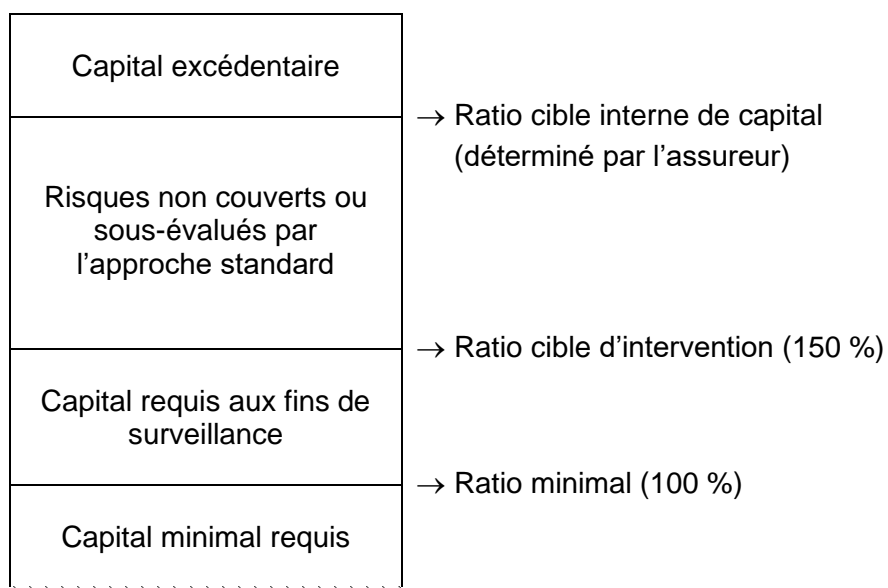 Capital excédentaire
→ Ratio cible interne de capital
(déterminé par l’assureur)
Risques non couverts ou
sous-évalués par
l’approche standard
→ Ratio cible d’intervention (150 %)
Capital requis aux fins de
surveillance
→ Ratio minimal (100 %)
Capital minimal requis